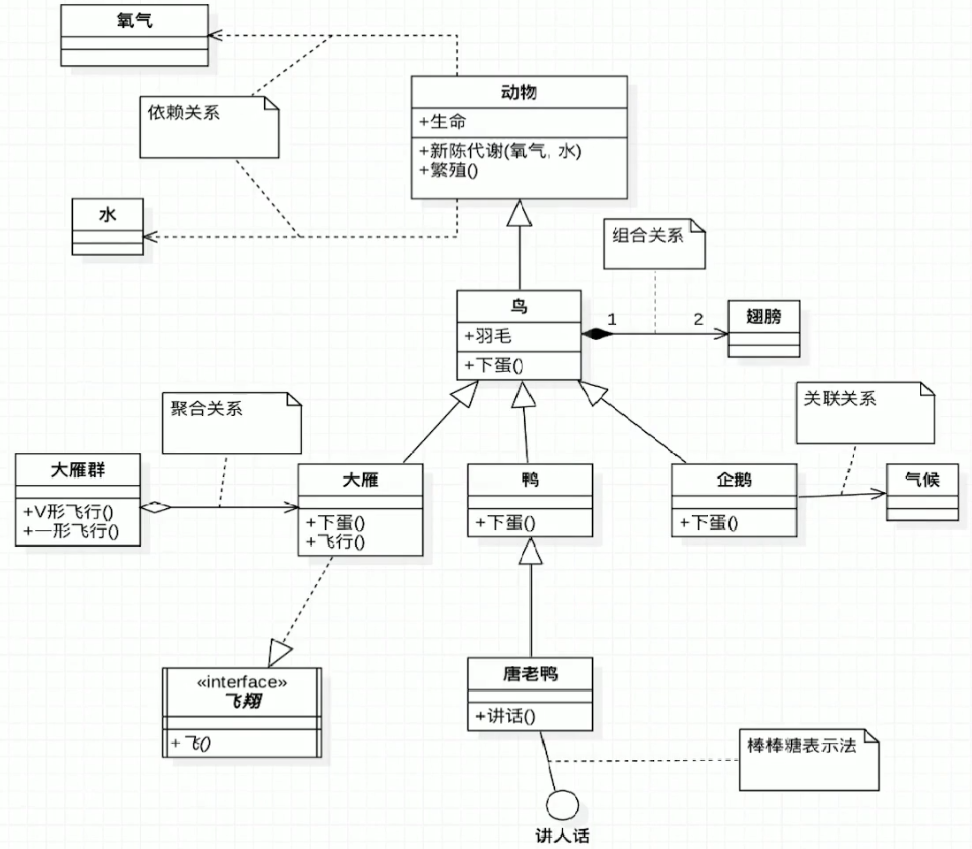 氧气
依赖关系
动物
+生命
+新陈代谢(氧气, 水)
+繁殖()
水
组合关系
鸟
+羽毛
+下蛋()
1
2
翅膀
聚合关系
关联关系
大雁群
+V形飞行()
+一形飞行()
大雁
+下蛋()
+飞行()
鸭
+下蛋()
企鹅
+下蛋()
气候
«interface»
飞翔
+飞()
唐老鸭
+讲话()
棒棒糖表示法
讲人话